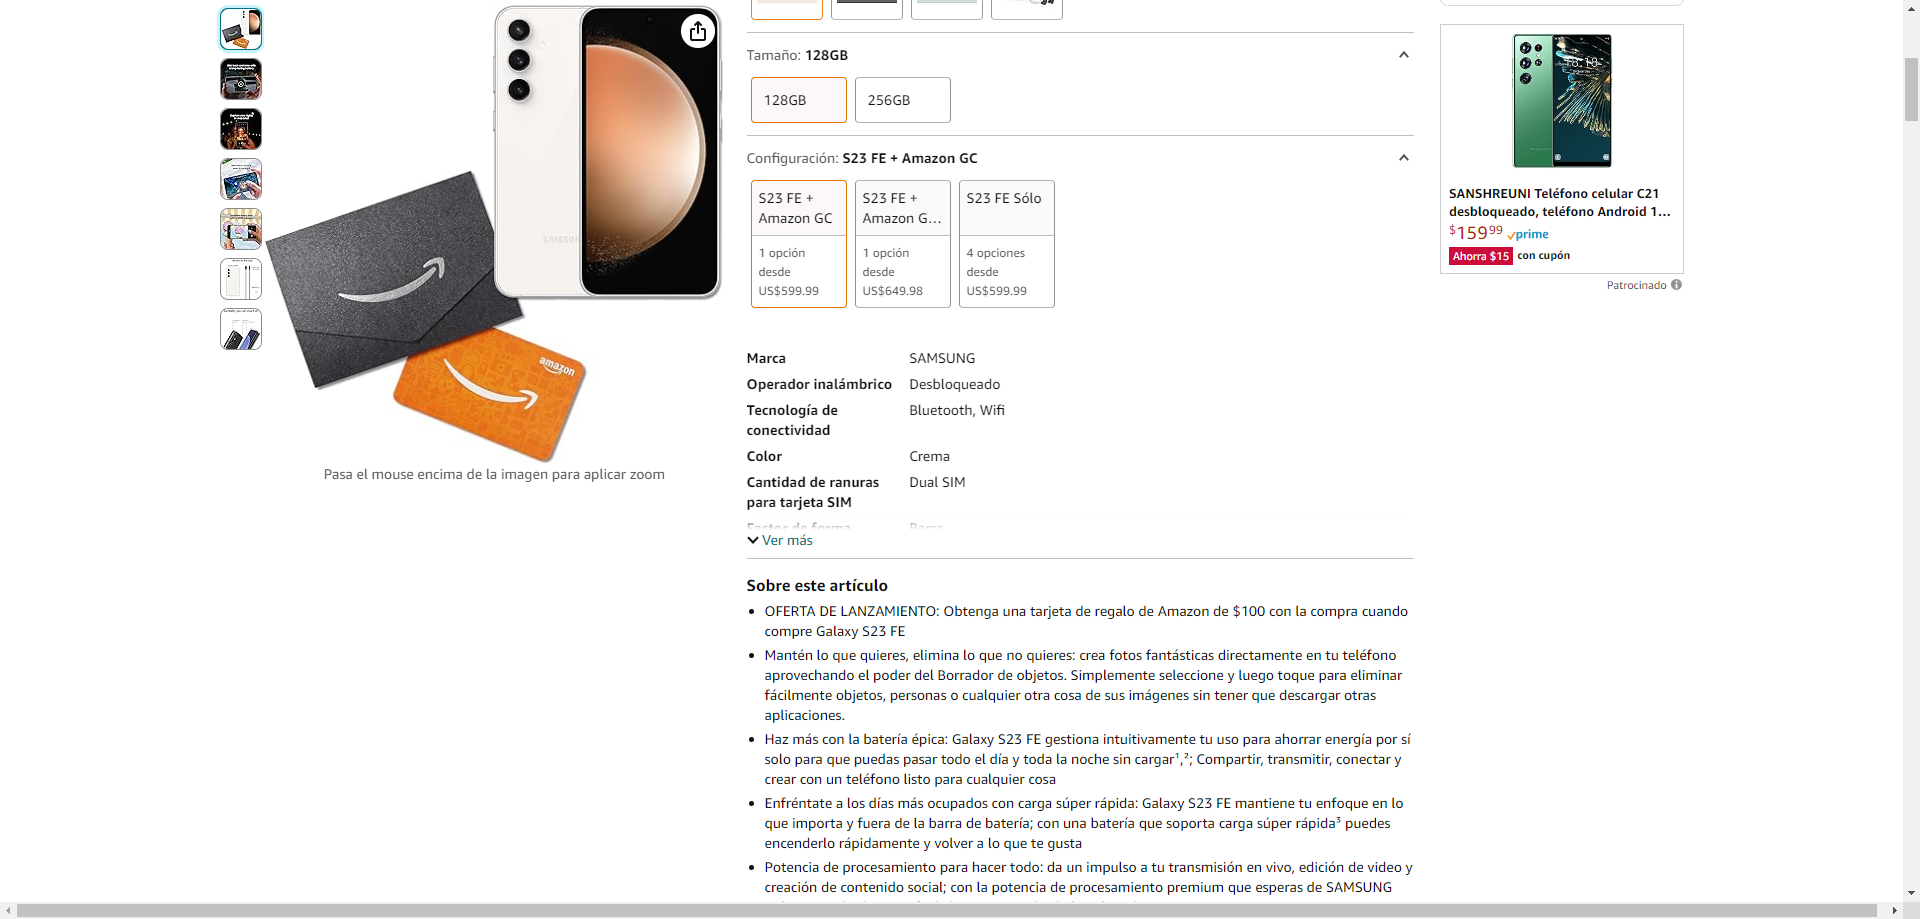 Tamaño: 128GB
128GB
256GB
Configuración: S23 FE + Amazon GC
S23 FE +
Amazon GC
1 opción
desde
US$599.99
S23 FE +
Amazon G...
1 opción
desde
US$649.98
S23 FE Sólo
4 opciones
desde
US$599.99
SAMSUNG
amazon
Pasa el mouse encima de la imagen para aplicar zoom
Marca SAMSUNG
Operador inalámbrico Desbloqueado
Tecnología de
conectividad
Bluetooth, Wifi
Color Crema
Cantidad de ranuras
para tarjeta SIM
Dual SIM
Factor de forma Barra
Ver más
Sobre este artículo
• OFERTA DE LANZAMIENTO: Obtenga una tarjeta de regalo de Amazon de $100 con la compra cuando
compre Galaxy S23 FE
• Mantén lo que quieres, elimina lo que no quieres: crea fotos fantásticas directamente en tu teléfono
aprovechando el poder del Borrador de objetos. Simplemente seleccione y luego toque para eliminar
fácilmente objetos, personas o cualquier otra cosa de sus imágenes sin tener que descargar otras
aplicaciones.
• Haz más con la batería épica: Galaxy S23 FE gestiona intuitivamente tu uso para ahorrar energía por sí
solo para que puedas pasar todo el día y toda la noche sin cargar¹,²; Compartir, transmitir, conectar y
crear con un teléfono listo para cualquier cosa
• Enfréntate a los días más ocupados con carga súper rápida: Galaxy S23 FE mantiene tu enfoque en lo
que importa y fuera de la barra de batería; con una batería que soporta carga súper rápida³ puedes
encenderlo rápidamente y volver a lo que te gusta
• Potencia de procesamiento para hacer todo: da un impulso a tu transmisión en vivo, edición de video y
creación de contenido social; con la potencia de procesamiento premium que esperas de SAMSUNG
SANSHREUNI Teléfono celular C21
desbloqueado, teléfono Android 1...
$159⁹⁹ prime
Ahorra $15 con cupón
Patrocinado